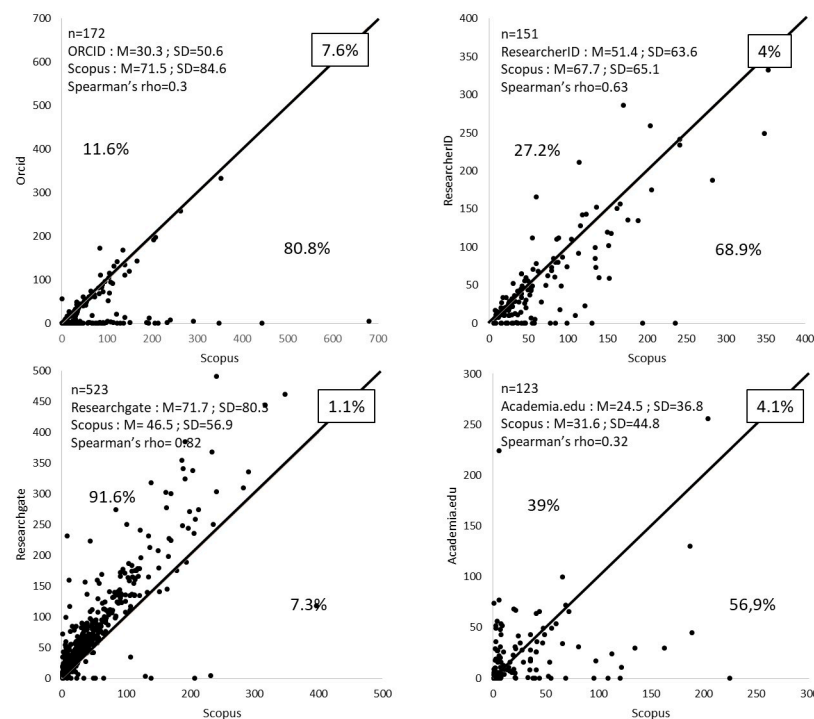 700
600
500
400
300
200
100
0
Orcid
n=172
ORCID : M=30.3 ; SD=50.6
Scopus : M=71.5 ; SD=84.6
Spearman's rho=0.3
7.6%
11.6%
80.8%
0 100 200 300 400 500 600 700
Scopus
400
350
300
250
200
150
100
50
0
ResearcherID
n=151
ResearcherID : M=51.4 ; SD=63.6
Scopus : M=67.7 ; SD=65.1
Spearman's rho=0.63
4%
27.2%
68.9%
0 50 100 150 200 250 300 350 400
Scopus
500
450
400
350
300
250
200
150
100
50
0
Researchgate
n=523
Researchgate : M=71.7 ; SD=80.3
Scopus : M= 46.5 ; SD=56.9
Spearman's rho= 0.82
1.1%
91.6%
7.3%
0 100 200 300 400 500
Scopus
300
250
200
150
100
50
0
Academia.edu
n=123
Academia.edu : M=24.5 ; SD=36.8
Scopus : M=31.6 ; SD=44.8
Spearman's rho=0.32
4.1%
39%
56,9%
0 50 100 150 200 250 300
Scopus